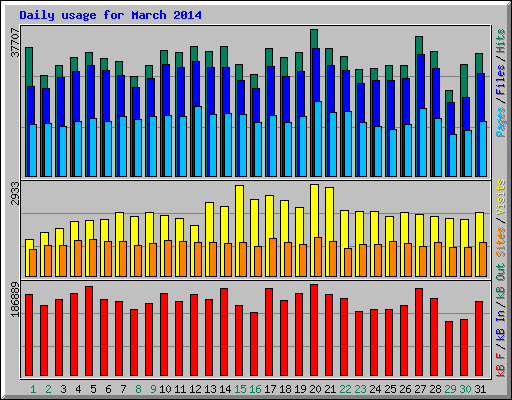 Daily usage for March 2014
37707
Pages / Files / Hits
2933
Sites / Visits
186889
kB F / kB In / kB Out
1 2 3 4 5 6 7 8 9 10 11 12 13 14 15 16 17 18 19 20 21 22 23 24 25 26 27 28 29 30 31